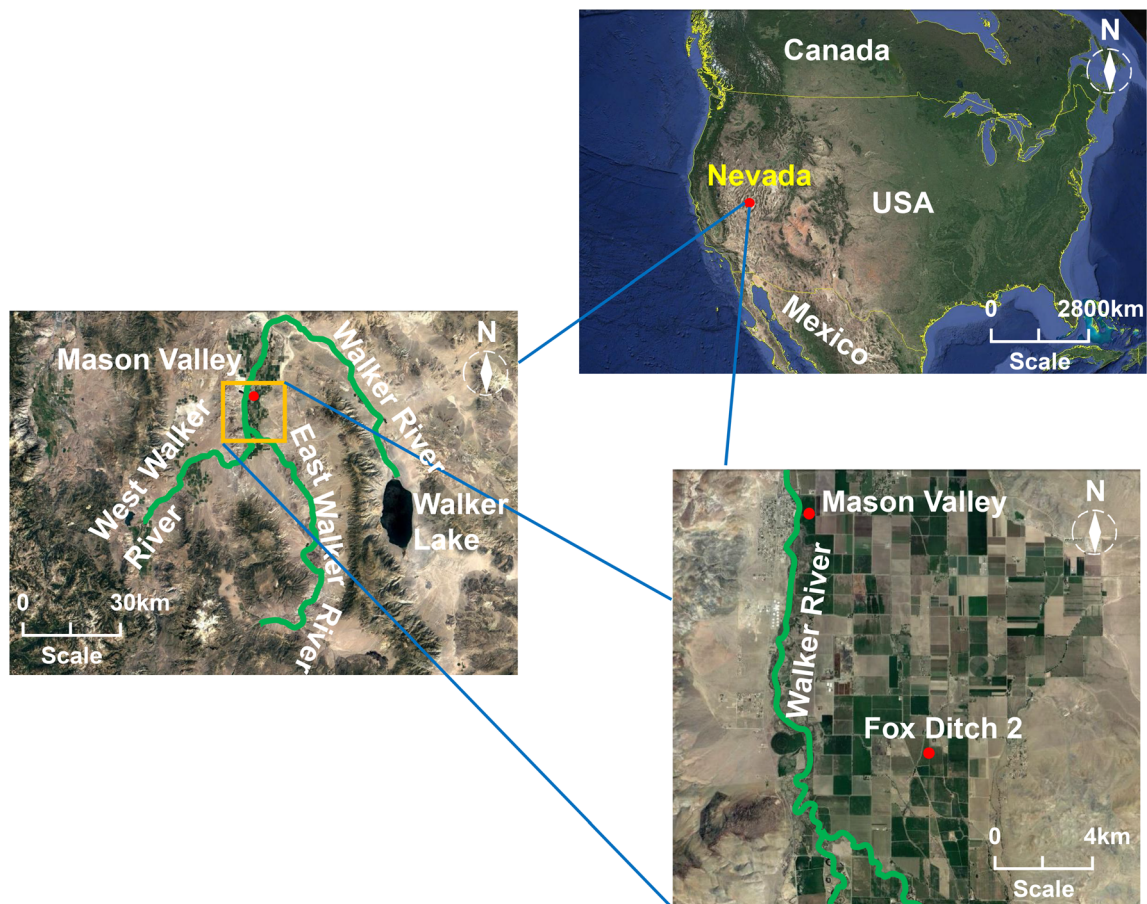 Canada
N
Nevada
USA
Mexico
0 2800km
Scale
Mason Valley
N
Walker River
West Walker
River
East Walker
River
Walker
Lake
0 30km
Scale
Mason Valley
N
Walker River
Fox Ditch 2
0 4km
Scale